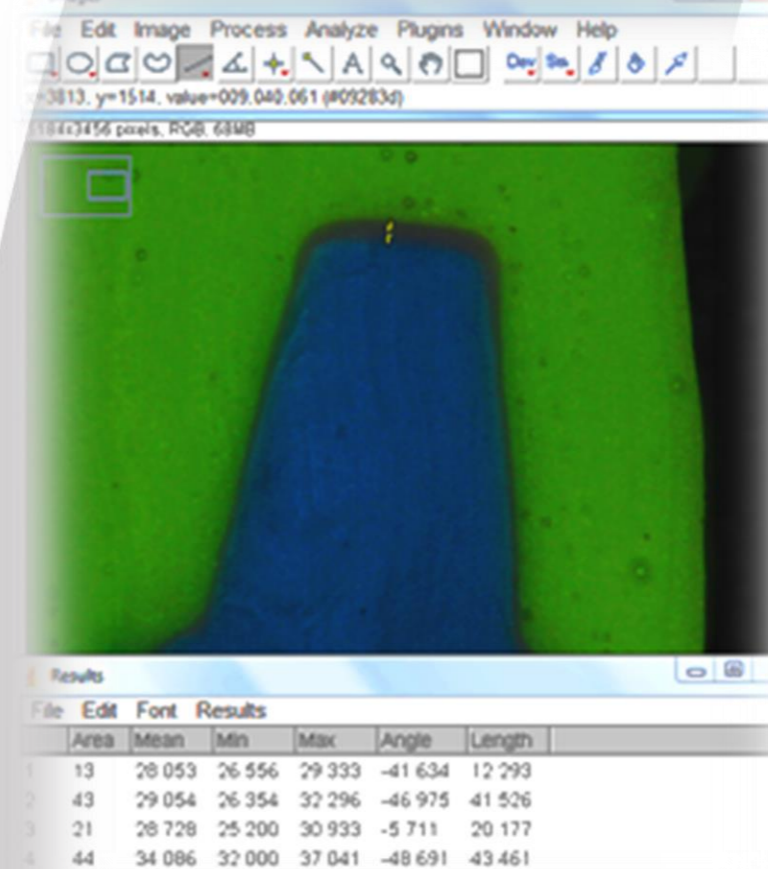 File Edit Image Process Analyze Plugins Window Help
A Dev
x=3813, y=1514, value=009,040,061 (#09283d)
5184x3456 pixels, RGB, 68MB
Results
File Edit Font Results
Area Mean Min Max Angle Length
1 13 28 053 26 556 29 333 -41 634 12 293
2 43 29 054 26 354 32 296 -46 975 41 526
3 21 28 728 25 200 30 933 -5 711 20 177
4 44 34 086 32 000 37 041 -48 691 43 461